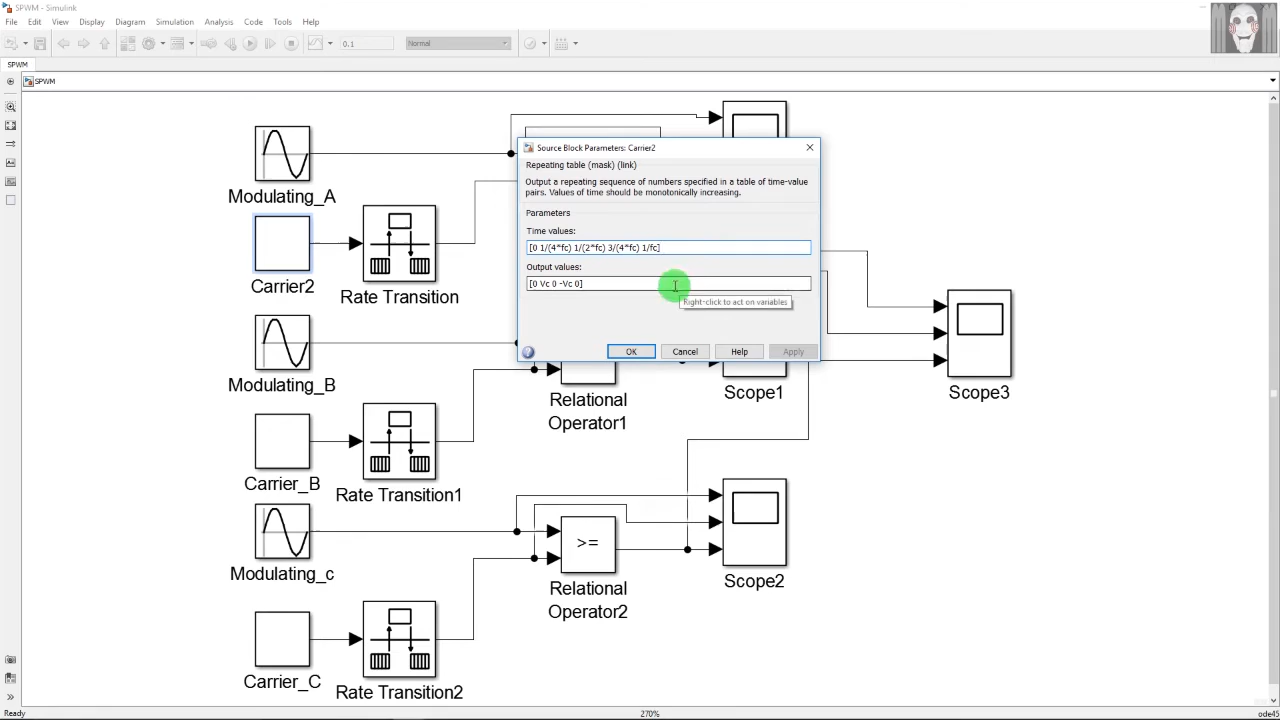 SPWM - Simulink
File Edit View Display Diagram Simulation Analysis Code Tools Help
0.1 Normal
SPWM
SPWM
Modulating_A
Carrier2
Rate Transition
Modulating_B
Carrier_B
Rate Transition1
Modulating_c
Carrier_C
Rate Transition2
Source Block Parameters: Carrier2
Repeating table (mask) (link)
Output a repeating sequence of numbers specified in a table of time-value
pairs. Values of time should be monotonically increasing.
Parameters
Time values:
[0 1/(4*fc) 1/(2*fc) 3/(4*fc) 1/fc]
Output values:
[0 Vc 0 -Vc 0]
Right-click to act on variables
OK Cancel Help Apply
Relational
Operator1
Scope1
Scope3
>=
Relational
Operator2
Scope2
Ready 270% ode45